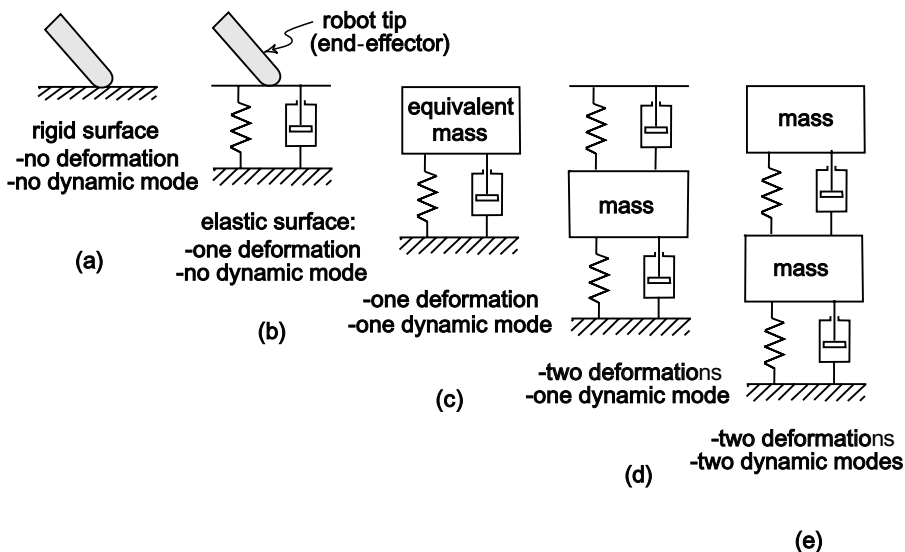 robot tip
(end-effector)
rigid surface
-no deformation
-no dynamic mode
(a)
elastic surface:
-one deformation
-no dynamic mode
(b)
equivalent
mass
-one deformation
-one dynamic mode
(c)
mass
-two deformations
-one dynamic mode
(d)
mass
mass
-two deformations
-two dynamic modes
(e)